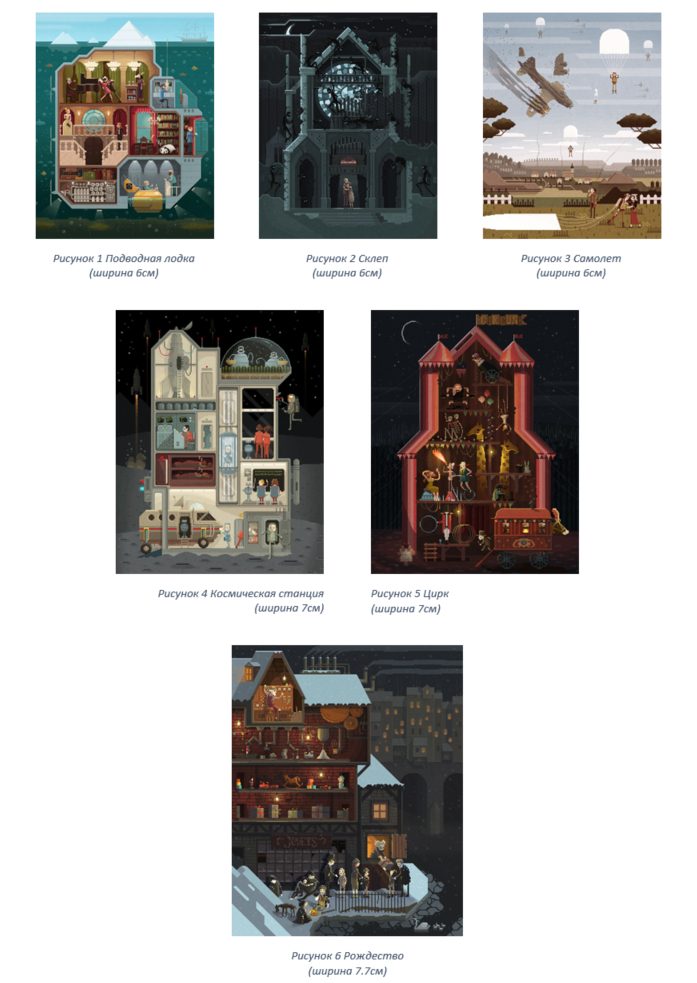 Рисунок 1 Подводная лодка
(ширина 6см)
Рисунок 2 Склеп
(ширина 6см)
Рисунок 3 Самолет
(ширина 6см)
Рисунок 4 Космическая станция
(ширина 7см)
Рисунок 5 Цирк
(ширина 7см)
Рисунок 6 Рождество
(ширина 7.7см)